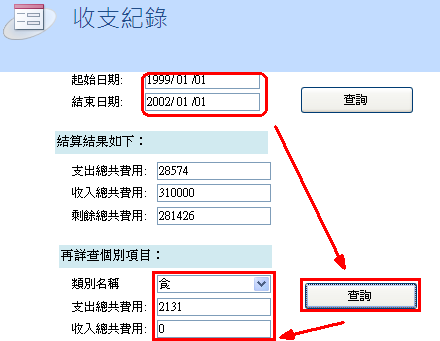 收支紀錄
起始日期: 1999/ 01 /01
結束日期: 2002/ 01 /01
查詢
結算結果如下：
支出總共費用: 28574
收入總共費用: 310000
剩餘總共費用: 281426
再詳查個別項目：
類別名稱 食
支出總共費用: 2131
查詢
收入總共費用: 0